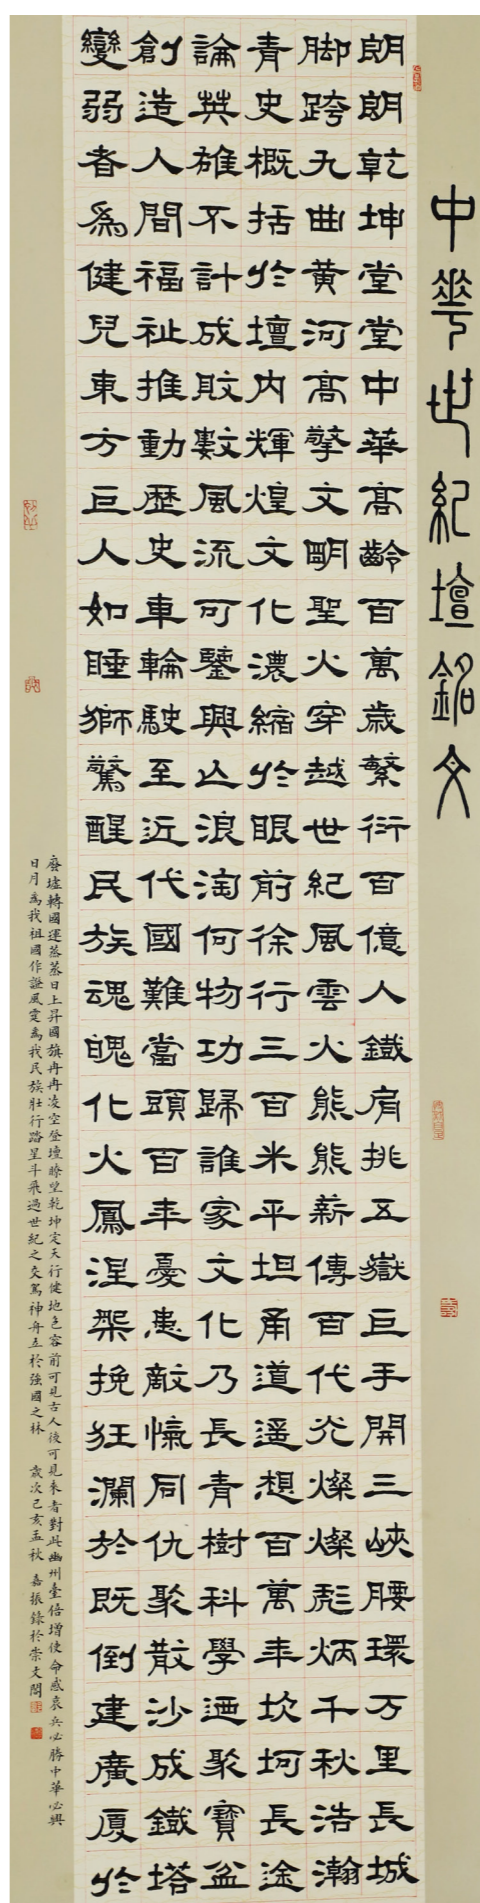 中華世紀壇銘文
朗朗乾坤堂堂中華高齡百萬歲繁衍百億人鐵肩挑五嶽巨手開三峽腰環万里長城
脚跨九曲黃河高擎文明聖火穿越世紀風雲火熊熊薪傳百代光燦燦彪炳千秋浩瀚
青史概括於壇内輝煌文化濃縮於眼前徐行三百米平坦甬道遥想百萬年坎坷長途
論英雄不計成敗數風流可鑒興亡浪淘何物功歸誰家文化乃長青樹科學迺聚寶盆
創造人間福祉推動歷史車輪駛至近代國難當頭百年憂患敵愾同仇聚散沙成鐵塔
變弱者為健兒東方巨人如睡獅驚醒民族魂魄化火鳳涅槃挽狂瀾於既倒建廣厦於
廢墟轉國運蒸蒸日上昇國旗冉冉凌空登壇瞭望乾坤定天行健地色容前可見古人後可見來者對此幽州臺倍增使命感哀兵必勝中華必興
日月為我祖國作證風雲為我民族壯行踏星斗飛過世紀之交駕神舟立於強國之林 歲次己亥孟秋 嘉振錄於崇文閣